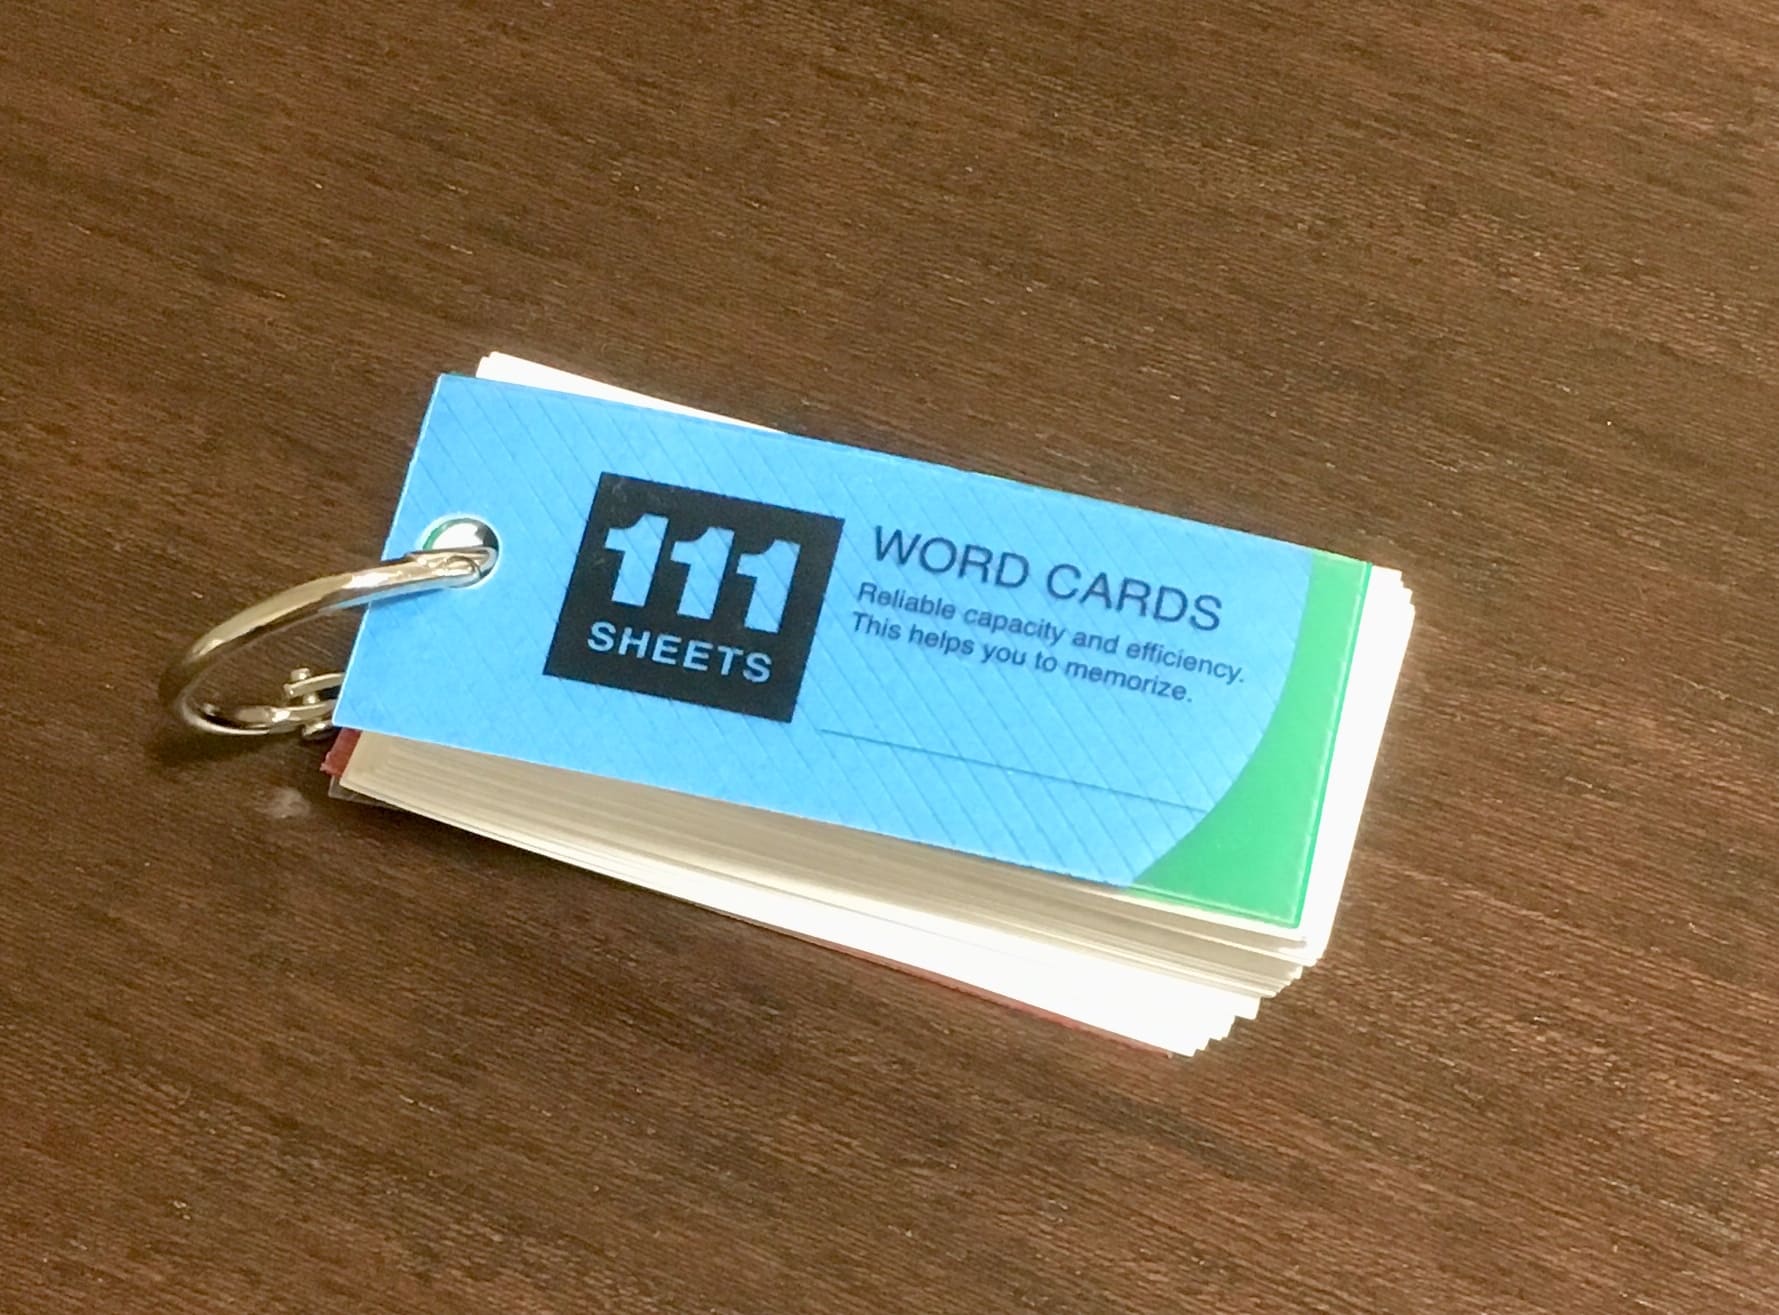 111
SHEETS
WORD CARDS
Reliable capacity and efficiency.
This helps you to memorize.